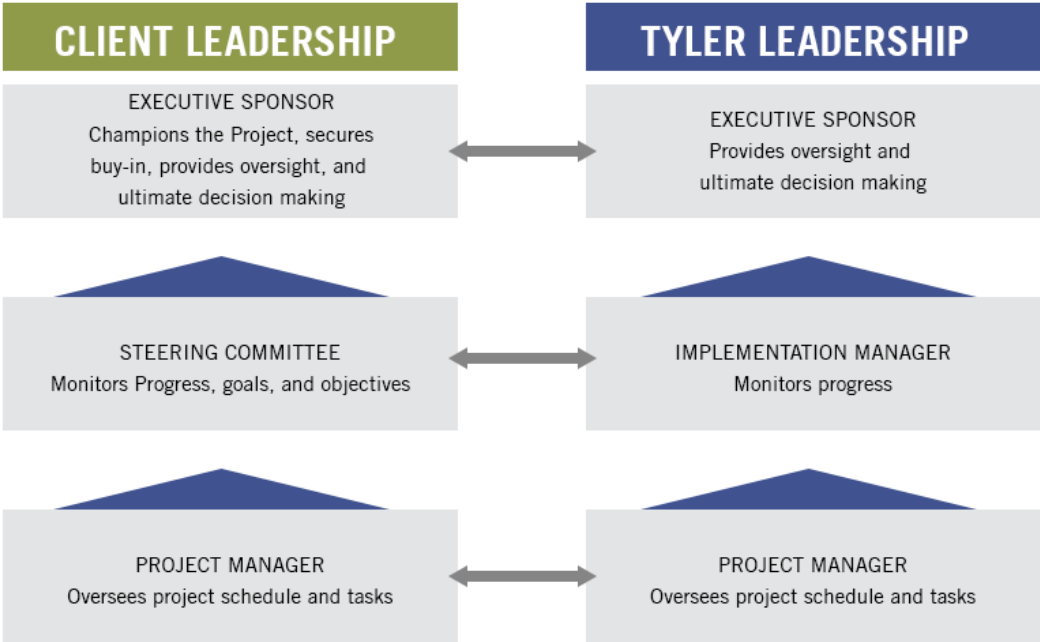 CLIENT LEADERSHIP
EXECUTIVE SPONSOR
Champions the Project, secures
buy-in, provides oversight, and
ultimate decision making
STEERING COMMITTEE
Monitors Progress, goals, and objectives
PROJECT MANAGER
Oversees project schedule and tasks
TYLER LEADERSHIP
EXECUTIVE SPONSOR
Provides oversight and
ultimate decision making
IMPLEMENTATION MANAGER
Monitors progress
PROJECT MANAGER
Oversees project schedule and tasks